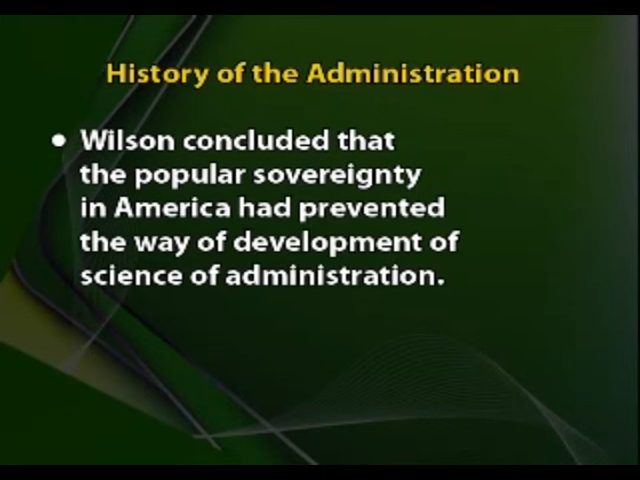 History of the Administration
• Wilson concluded that
the popular sovereignty
in America had prevented
the way of development of
science of administration.